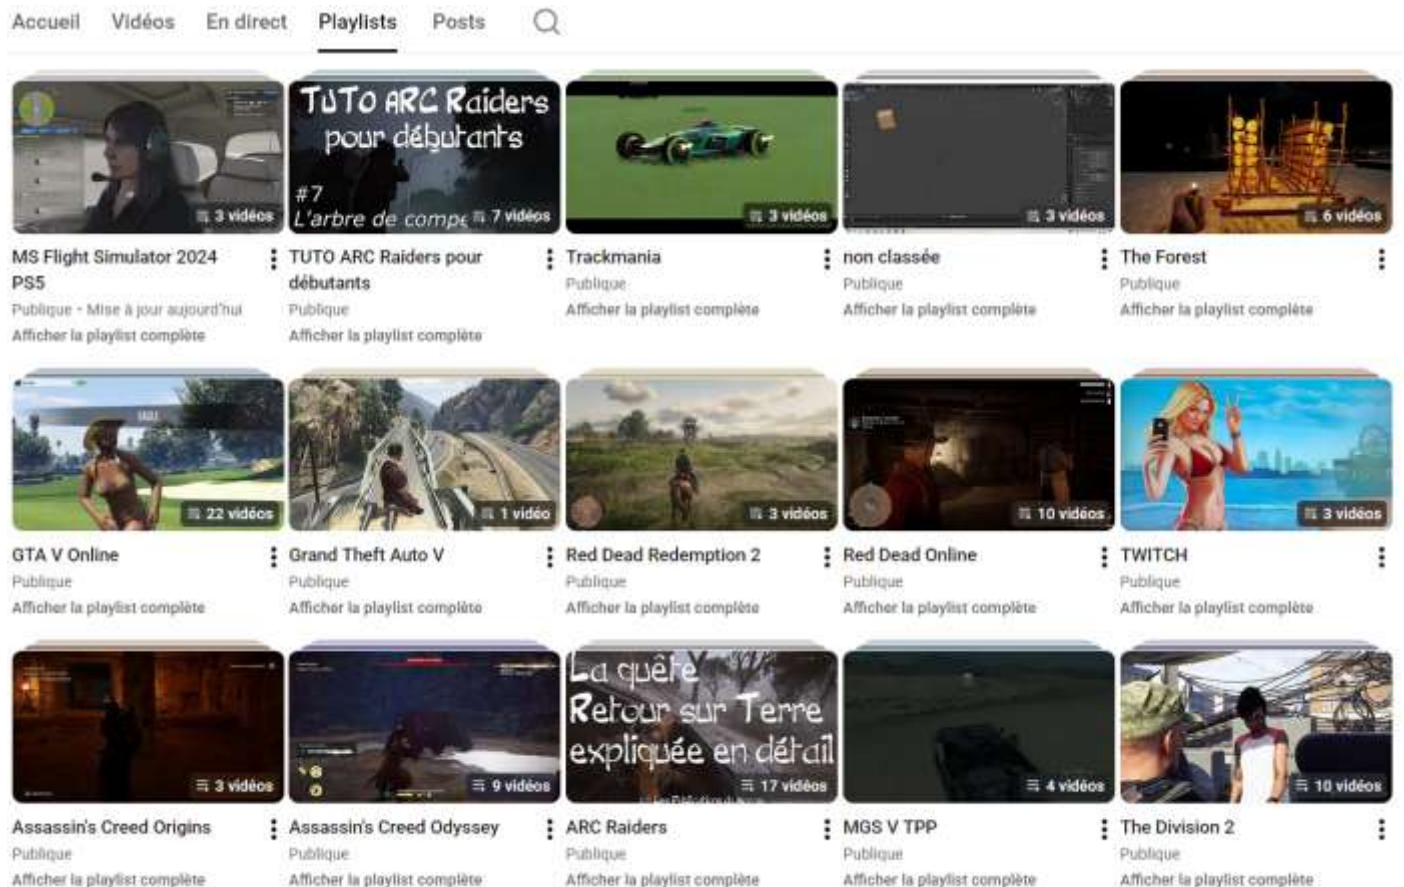 Accueil Vidéos En direct Playlists Posts
TUTO ARC Raiders
pour débutants
#7
L'arbre de compé
3 vidéos
7 vidéos
3 vidéos
3 vidéos
6 vidéos
MS Flight Simulator 2024
PS5
Publique • Mise à jour aujourd'hui
Afficher la playlist complète
TUTO ARC Raiders pour
débutants
Publique
Afficher la playlist complète
Trackmania
Publique
Afficher la playlist complète
non classée
Publique
Afficher la playlist complète
The Forest
Publique
Afficher la playlist complète
EAGLE
22 vidéos
1 vidéo
3 vidéos
10 vidéos
3 vidéos
GTA V Online
Publique
Afficher la playlist complète
Grand Theft Auto V
Publique
Afficher la playlist complète
Red Dead Redemption 2
Publique
Afficher la playlist complète
Red Dead Online
Publique
Afficher la playlist complète
TWITCH
Publique
Afficher la playlist complète
La quête
Retour sur Terre
expliquée en détail
3 vidéos
9 vidéos
17 vidéos
4 vidéos
10 vidéos
Assassin's Creed Origins
Publique
Afficher la playlist complète
Assassin's Creed Odyssey
Publique
Afficher la playlist complète
ARC Raiders
Publique
Afficher la playlist complète
MGS V TPP
Publique
Afficher la playlist complète
The Division 2
Publique
Afficher la playlist complète